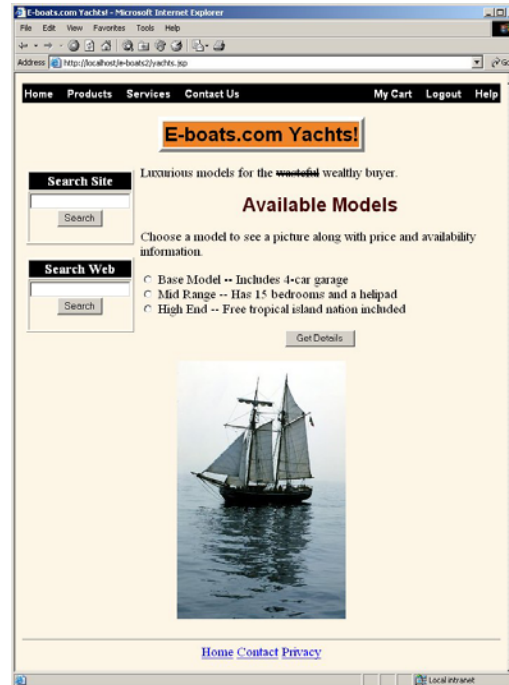 E-boats.com Yachts! - Microsoft Internet Explorer
File Edit View Favorites Tools Help
Address http://localhost/e-boats2/yachts.jsp Go
Home Products Services Contact Us My Cart Logout Help
E-boats.com Yachts!
Luxurious models for the wasteful wealthy buyer.
Search Site
Search
Available Models
Choose a model to see a picture along with price and availability
information.
Search Web
Search
Base Model -- Includes 4-car garage
Mid Range -- Has 15 bedrooms and a helipad
High End -- Free tropical island nation included
Get Details
Home Contact Privacy
Local intranet